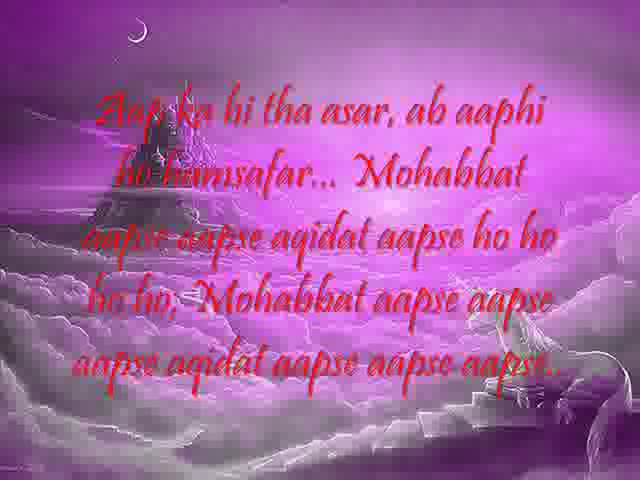 Aap ka hi tha asar, ab aaphi
ho humsafar... Mohabbat
aapse aapse aqidat aapse ho ho
ho ho; Mohabbat aapse aapse
aapse aqidat aapse aapse aapse..